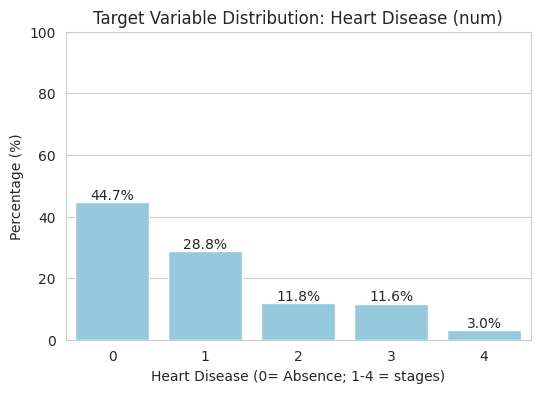 Target Variable Distribution: Heart Disease (num)
Percentage (%)
100
80
60
40
20
0
44.7%
28.8%
11.8%
11.6%
3.0%
0 1 2 3 4
Heart Disease (0= Absence; 1-4 = stages)